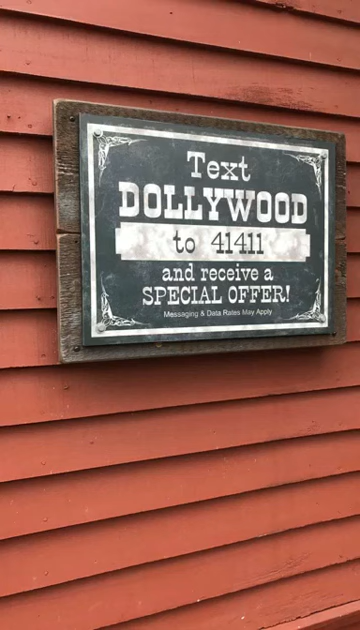 Text
DOLLYWOOD
to 41411
and receive a
SPECIAL OFFER!
Messaging & Data Rates May Apply